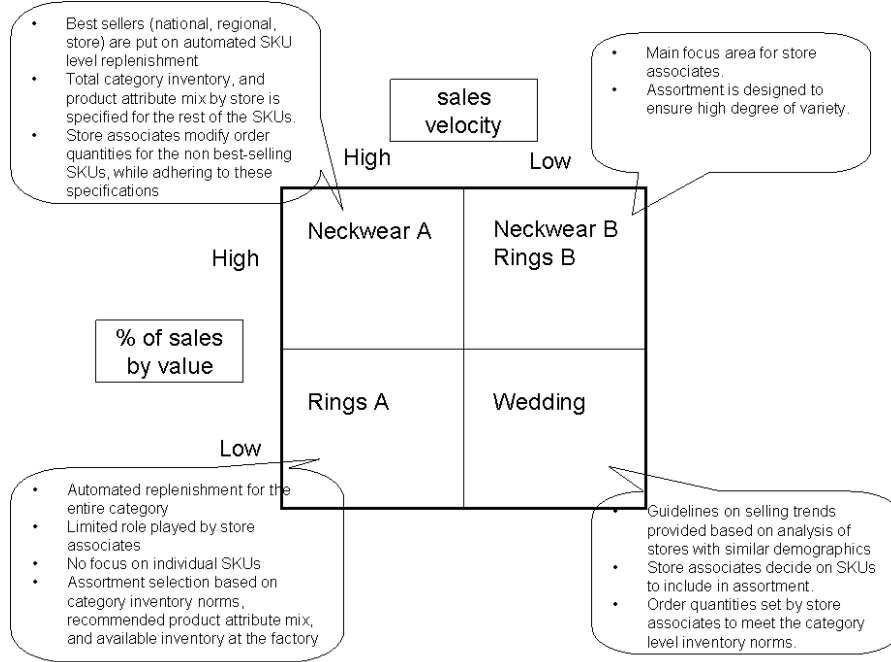 Best sellers (national, regional,
store) are put on automated SKU
level replenishment
Total category inventory, and
product attribute mix by store is
specified for the rest of the SKUs.
Store associates modify order
quantities for the non best-selling
SKUs, while adhering to these
specifications
sales
velocity
High
Low
Main focus area for store
associates.
Assortment is designed to
ensure high degree of variety.
High
% of sales
by value
Low
Neckwear A
Neckwear B
Rings B
Rings A
Wedding
Automated replenishment for the
entire category
Limited role played by store
associates
No focus on individual SKUs
Assortment selection based on
category inventory norms,
recommended product attribute mix,
and available inventory at the factory
Guidelines on selling trends
provided based on analysis of
stores with similar demographics
Store associates decide on SKUs
to include in assortment.
Order quantities set by store
associates to meet the category
level inventory norms.